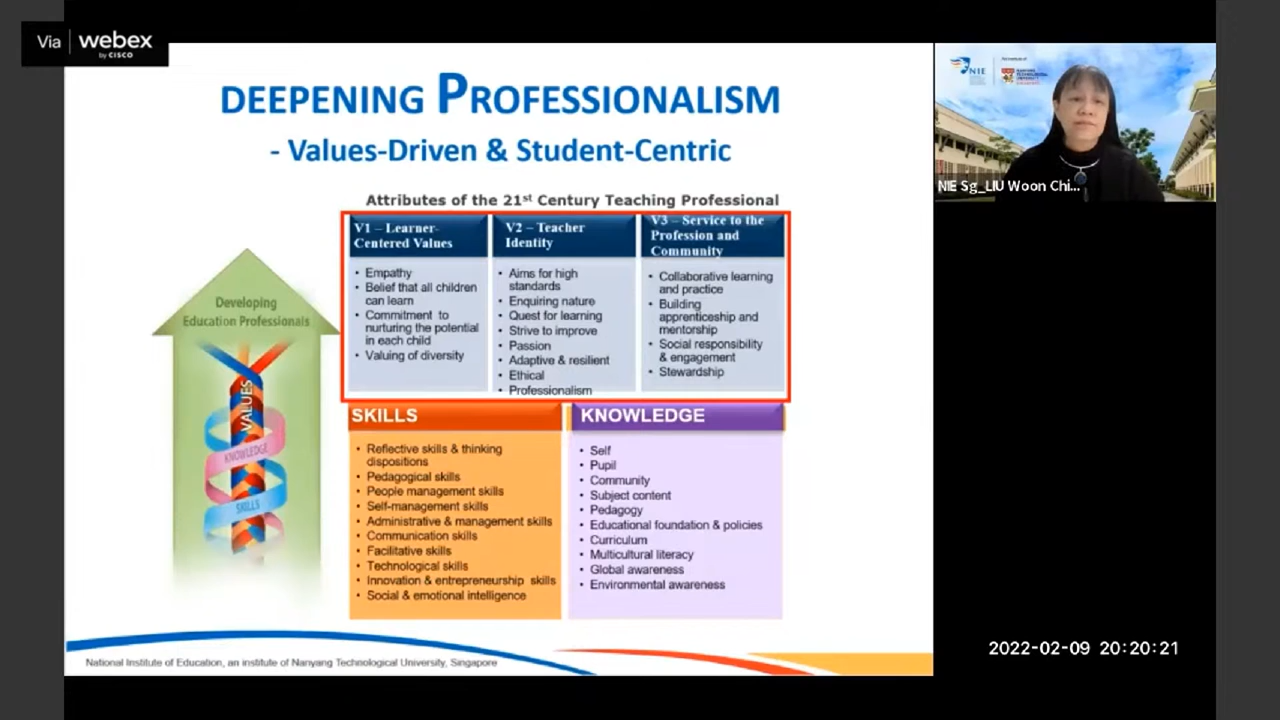 Via webex
by CISCO
DEEPENING PROFESSIONALISM
- Values-Driven & Student-Centric
NIE
NIE Sg_LIU Woon Chi...
Attributes of the 21st Century Teaching Professional
V1 – Learner-
Centered Values
• Empathy
• Belief that all children
can learn
• Commitment to
nurturing the potential
in each child
• Valuing of diversity
V2 – Teacher
Identity
• Aims for high
standards
• Enquiring nature
• Quest for learning
• Strive to improve
• Passion
• Adaptive & resilient
• Ethical
• Professionalism
V3 – Service to the
Profession and
Community
• Collaborative learning
and practice
• Building
apprenticeship and
mentorship
• Social responsibility
& engagement
• Stewardship
Developing
Education Professionals
VALUES
KNOWLEDGE
SKILLS
SKILLS
• Reflective skills & thinking
dispositions
• Pedagogical skills
• People management skills
• Self-management skills
• Administrative & management skills
• Communication skills
• Facilitative skills
• Technological skills
• Innovation & entrepreneurship skills
• Social & emotional intelligence
KNOWLEDGE
• Self
• Pupil
• Community
• Subject content
• Pedagogy
• Educational foundation & policies
• Curriculum
• Multicultural literacy
• Global awareness
• Environmental awareness
National Institute of Education, an institute of Nanyang Technological University, Singapore
2022-02-09 20:20:21